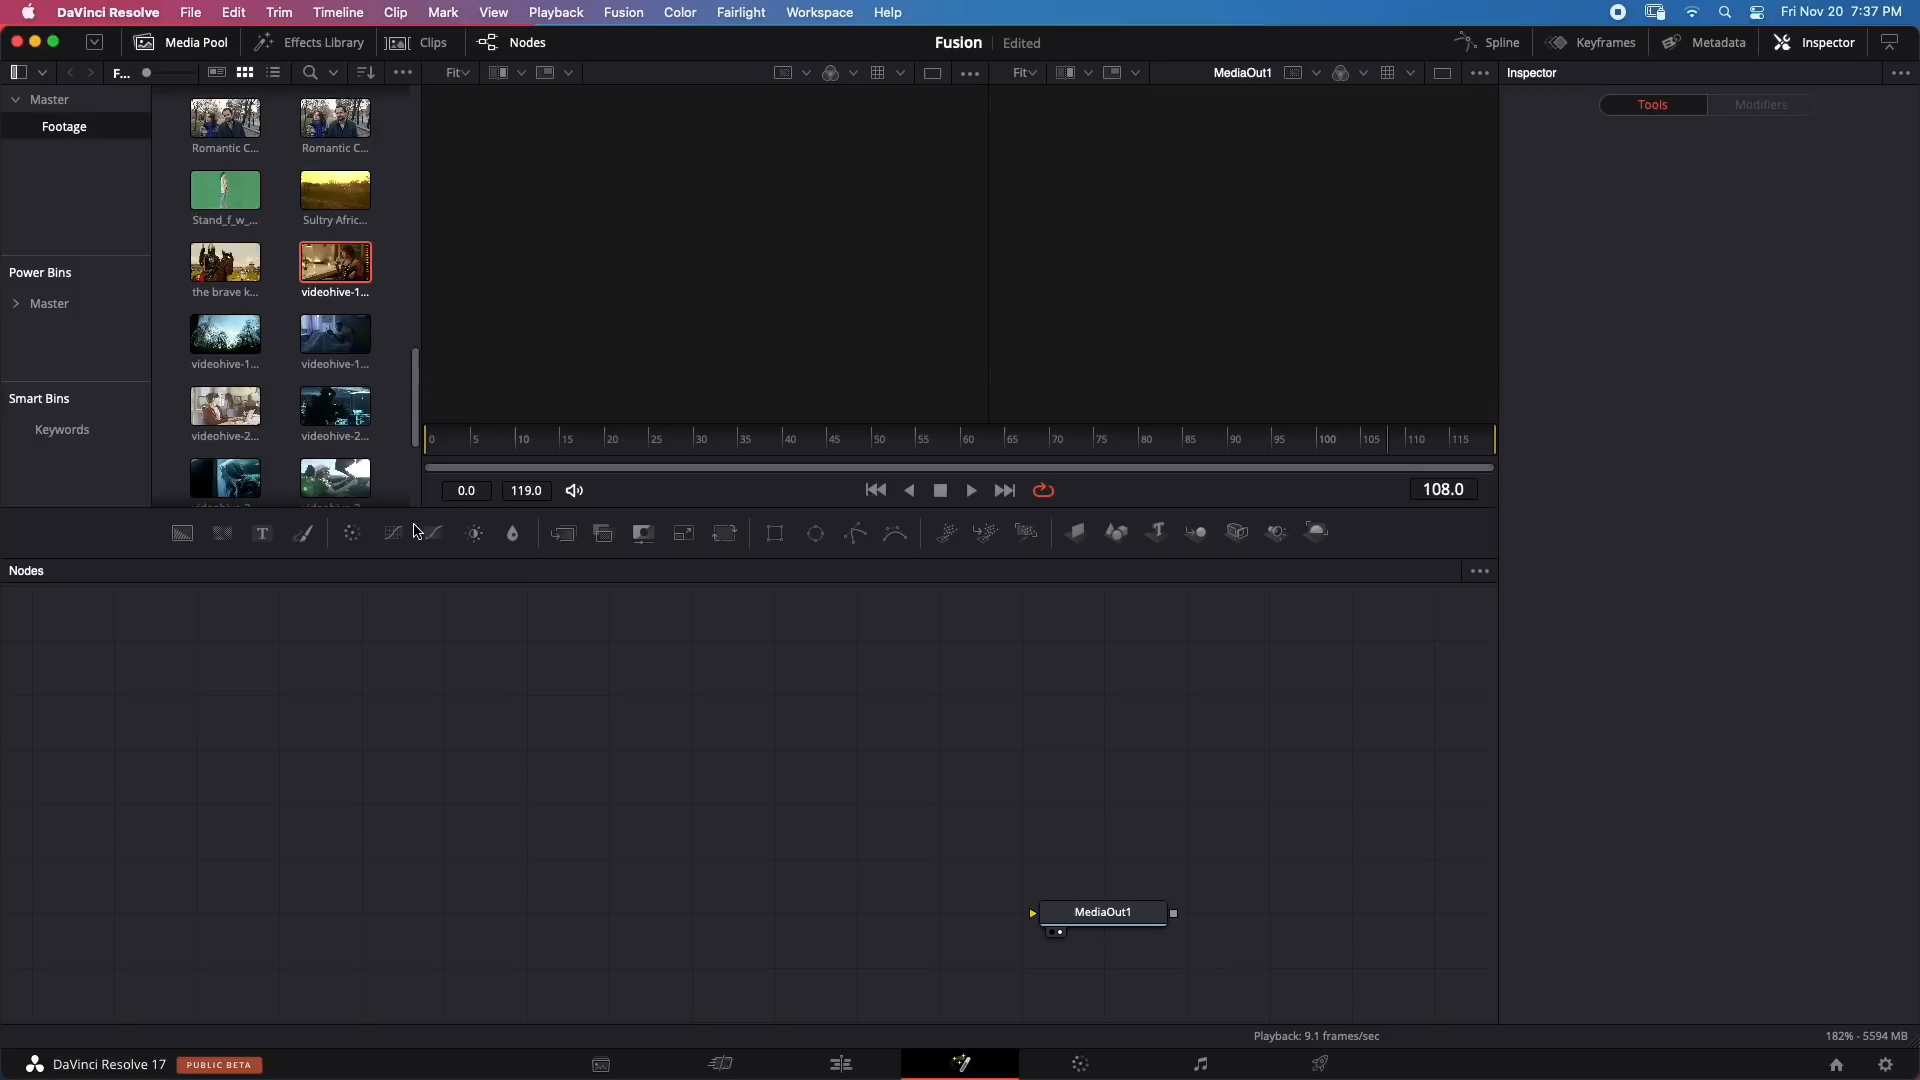 DaVinci Resolve File Edit Trim Timeline Clip Mark View Playback Fusion Color Fairlight Workspace Help Fri Nov 20 7:37 PM
Media Pool Effects Library Clips Nodes Fusion Edited Spline Keyframes Metadata Inspector
F... Fit Fit MediaOut1 Inspector
Master
Footage
Power Bins
Master
Smart Bins
Keywords
Romantic C... Romantic C...
Stand_f_w_... Sultry Afric...
the brave k... videohive-1...
videohive-1... videohive-1...
videohive-2... videohive-2...
Tools Modifiers
0 5 10 15 20 25 30 35 40 45 50 55 60 65 70 75 80 85 90 95 100 105 110 115
0.0 119.0 108.0
T
Nodes
MediaOut1
Playback: 9.1 frames/sec 182% - 5594 MB
DaVinci Resolve 17 PUBLIC BETA